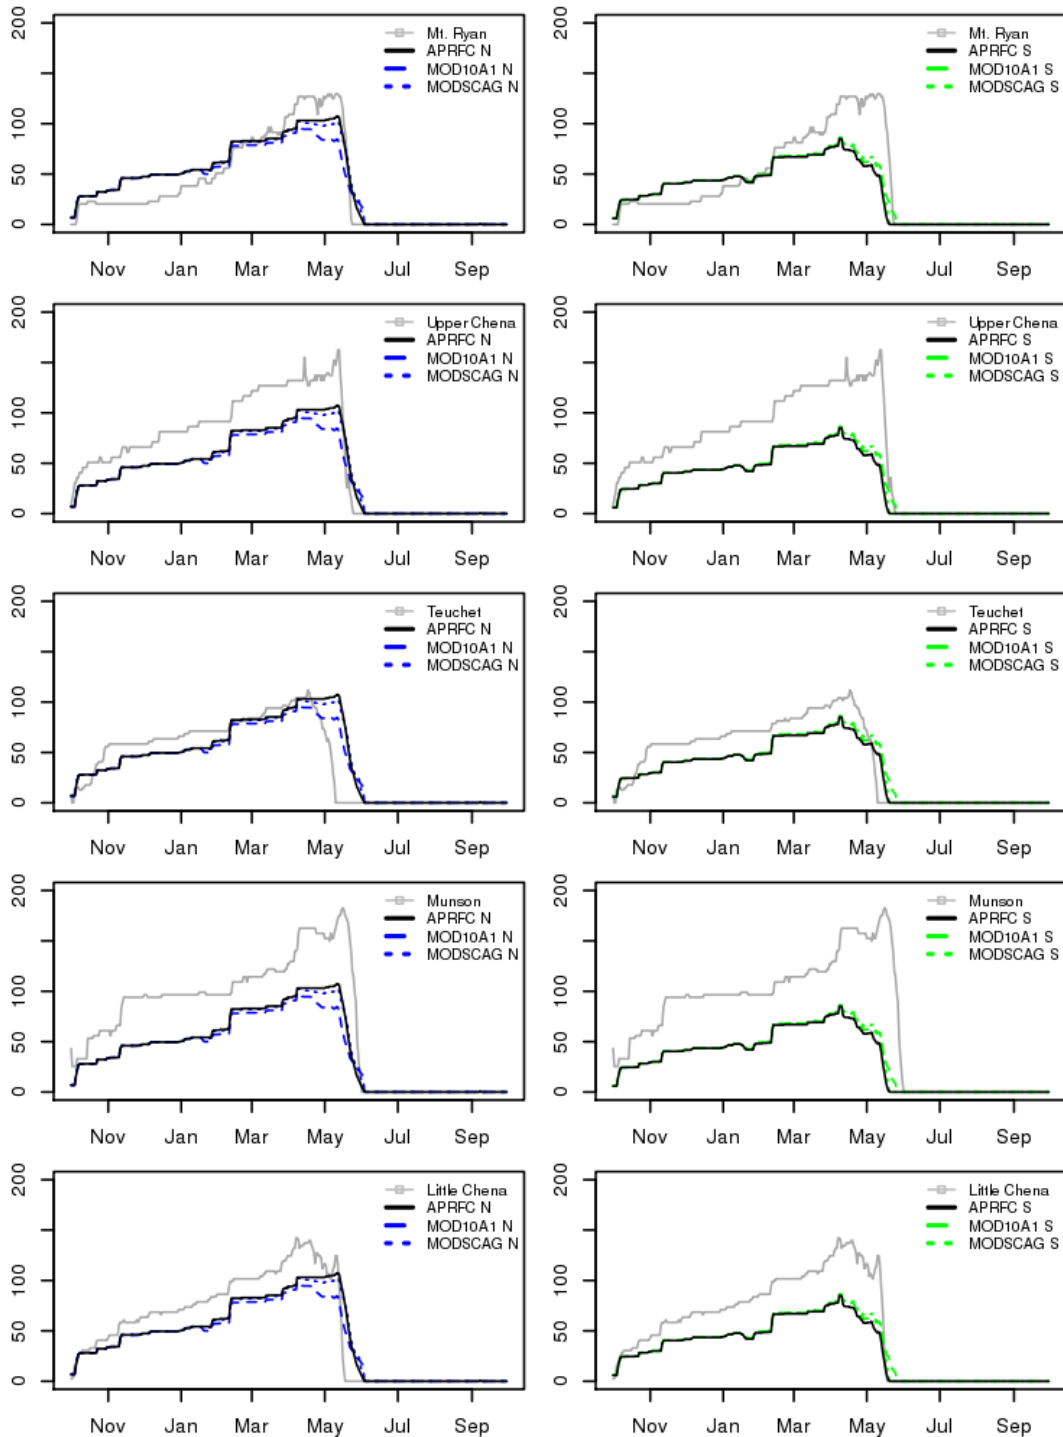 200
150
100
50
0
Mt. Ryan
APRFC N
MOD10A1 N
MODSCAG N
Nov Jan Mar May Jul Sep
200
100
50
0
Mt. Ryan
APRFC S
MOD10A1 S
MODSCAG S
Nov Jan Mar May Jul Sep
200
100
50
0
Upper Chena
APRFC N
MOD10A1 N
MODSCAG N
Nov Jan Mar May Jul Sep
200
100
50
0
Upper Chena
APRFC S
MOD10A1 S
MODSCAG S
Nov Jan Mar May Jul Sep
200
100
50
0
Teuchet
APRFC N
MOD10A1 N
MODSCAG N
Nov Jan Mar May Jul Sep
200
100
50
0
Teuchet
APRFC S
MOD10A1 S
MODSCAG S
Nov Jan Mar May Jul Sep
200
100
50
0
Munson
APRFC N
MOD10A1 N
MODSCAG N
Nov Jan Mar May Jul Sep
200
100
50
0
Munson
APRFC S
MOD10A1 S
MODSCAG S
Nov Jan Mar May Jul Sep
200
100
50
0
Little Chena
APRFC N
MOD10A1 N
MODSCAG N
Nov Jan Mar May Jul Sep
200
100
50
0
Little Chena
APRFC S
MOD10A1 S
MODSCAG S
Nov Jan Mar May Jul Sep